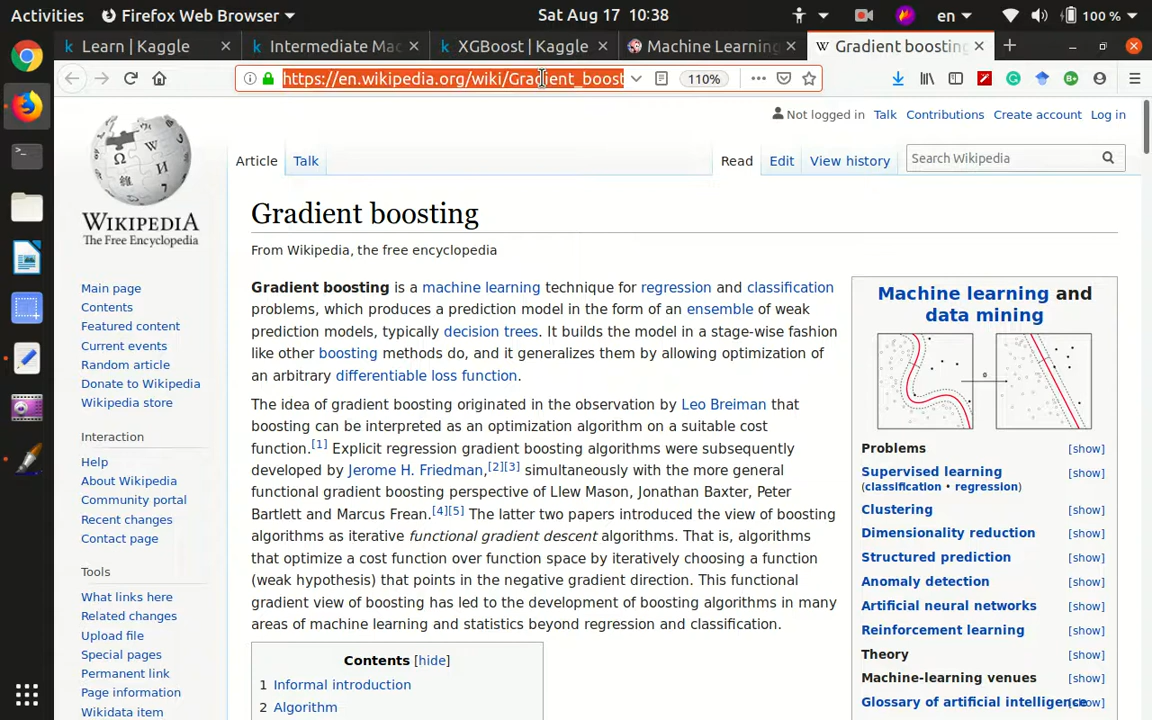 Activities Firefox Web Browser Sat Aug 17 10:38 en 100 %
Learn | Kaggle × Intermediate Mac × XGBoost | Kaggle × Machine Learning × Gradient boosting ×
https://en.wikipedia.org/wiki/Gradient_boost 110%
Not logged in Talk Contributions Create account Log in
Article Talk Read Edit View history Search Wikipedia
WIKIPEDIA
The Free Encyclopedia
Main page
Contents
Featured content
Current events
Random article
Donate to Wikipedia
Wikipedia store
Interaction
Help
About Wikipedia
Community portal
Recent changes
Contact page
Tools
What links here
Related changes
Upload file
Special pages
Permanent link
Page information
Wikidata item
Gradient boosting
From Wikipedia, the free encyclopedia
Gradient boosting is a machine learning technique for regression and classification
problems, which produces a prediction model in the form of an ensemble of weak
prediction models, typically decision trees. It builds the model in a stage-wise fashion
like other boosting methods do, and it generalizes them by allowing optimization of
an arbitrary differentiable loss function.
The idea of gradient boosting originated in the observation by Leo Breiman that
boosting can be interpreted as an optimization algorithm on a suitable cost
function.[1] Explicit regression gradient boosting algorithms were subsequently
developed by Jerome H. Friedman,[2][3] simultaneously with the more general
functional gradient boosting perspective of Llew Mason, Jonathan Baxter, Peter
Bartlett and Marcus Frean.[4][5] The latter two papers introduced the view of boosting
algorithms as iterative functional gradient descent algorithms. That is, algorithms
that optimize a cost function over function space by iteratively choosing a function
(weak hypothesis) that points in the negative gradient direction. This functional
gradient view of boosting has led to the development of boosting algorithms in many
areas of machine learning and statistics beyond regression and classification.
Contents [hide]
1 Informal introduction
2 Algorithm
Machine learning and
data mining
Problems [show]
Supervised learning [show]
(classification • regression)
Clustering [show]
Dimensionality reduction [show]
Structured prediction [show]
Anomaly detection [show]
Artificial neural networks [show]
Reinforcement learning [show]
Theory [show]
Machine-learning venues [show]
Glossary of artificial intelligence [show]